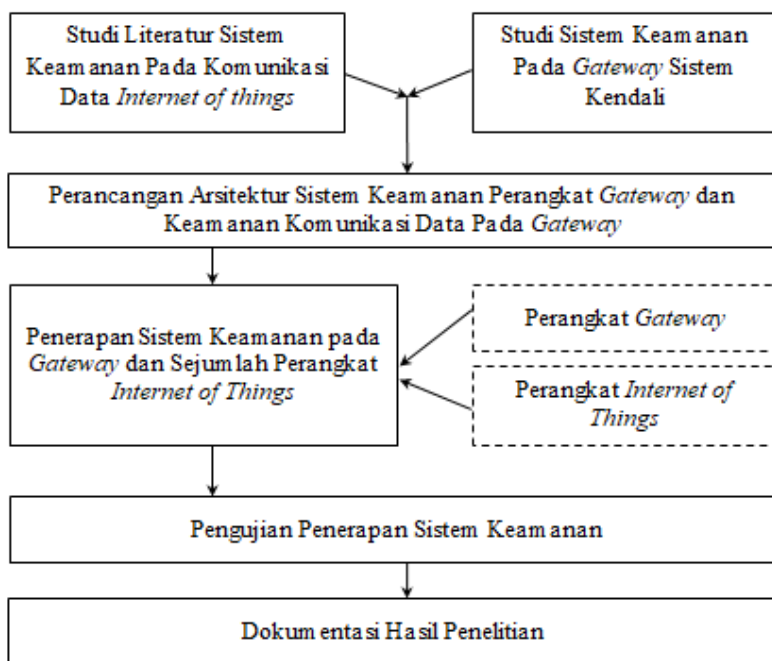 Studi Literatur Sistem
Keamanan Pada Komunikasi
Data Internet of things
Studi Sistem Keamanan
Pada Gateway Sistem
Kendali
Perancangan Arsitektur Sistem Keamanan Perangkat Gateway dan
Keamanan Komunikasi Data Pada Gateway
Penerapan Sistem Keamanan pada
Gateway dan Sejumlah Perangkat
Internet of Things
Perangkat Gateway
Perangkat Internet of
Things
Pengujian Penerapan Sistem Keamanan
Dokumentasi Hasil Penelitian